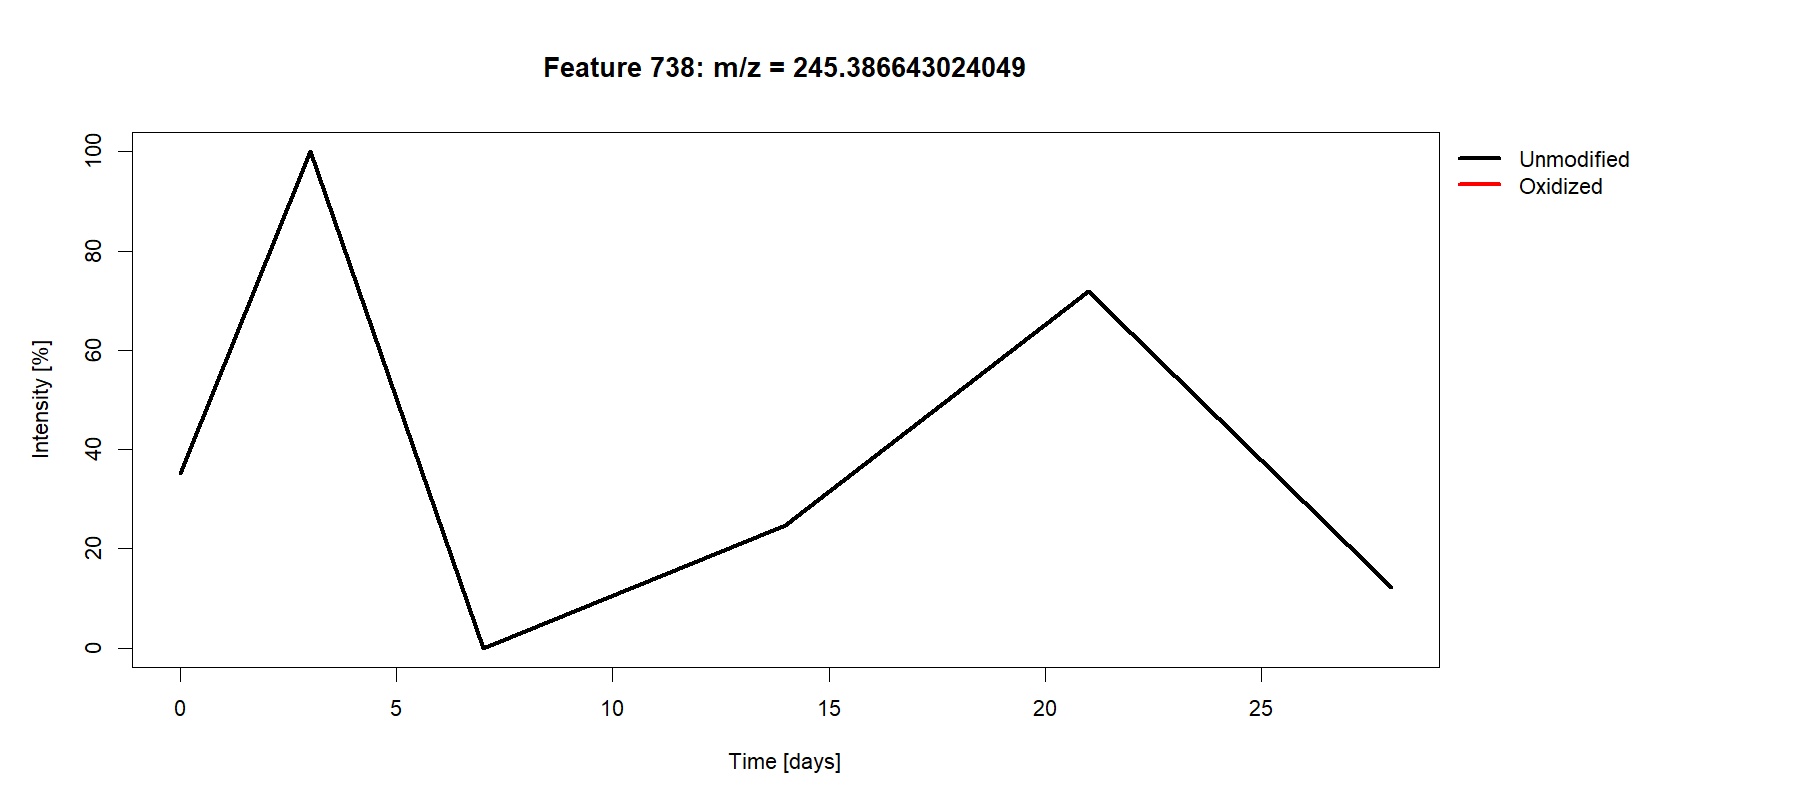 Feature 738: m/z = 245.386643024049
Unmodified
Oxidized
Intensity [%]
100
80
60
40
20
0
0 5 10 15 20 25
Time [days]